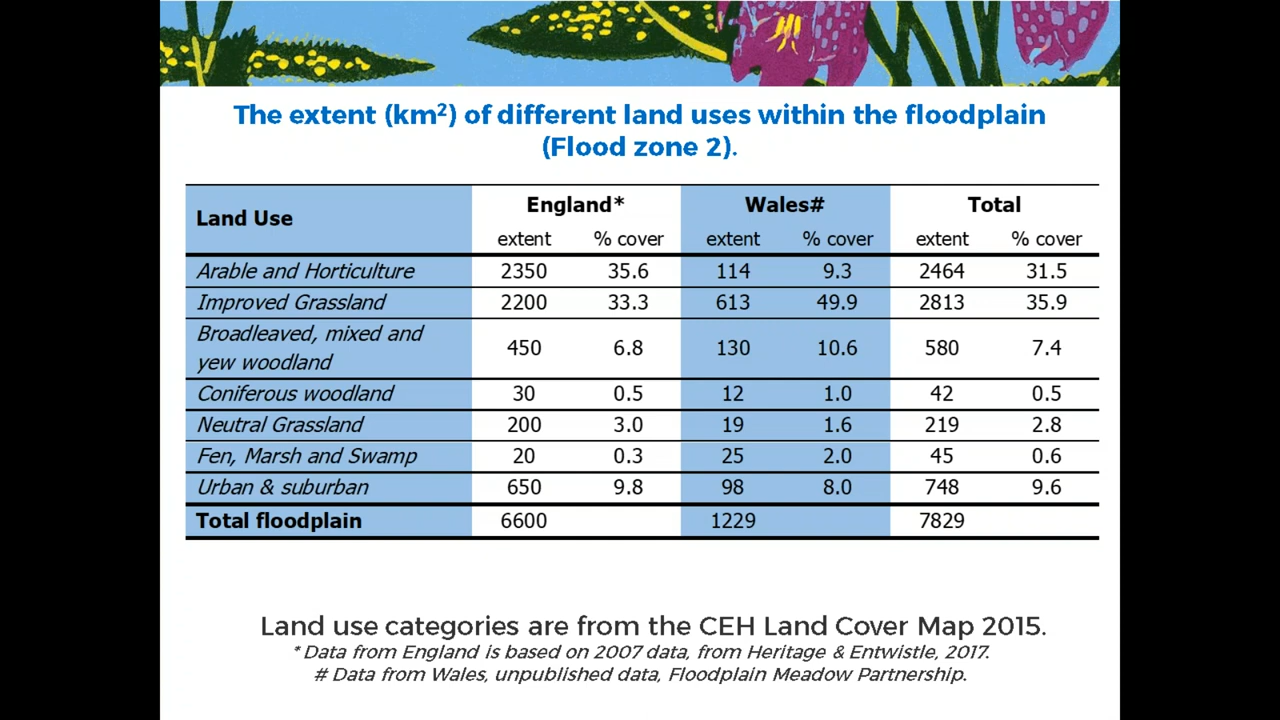 The extent (km²) of different land uses within the floodplain
(Flood zone 2).
Land Use England* Wales# Total
extent % cover extent % cover extent % cover
Arable and Horticulture 2350 35.6 114 9.3 2464 31.5
Improved Grassland 2200 33.3 613 49.9 2813 35.9
Broadleaved, mixed and
yew woodland 450 6.8 130 10.6 580 7.4
Coniferous woodland 30 0.5 12 1.0 42 0.5
Neutral Grassland 200 3.0 19 1.6 219 2.8
Fen, Marsh and Swamp 20 0.3 25 2.0 45 0.6
Urban & suburban 650 9.8 98 8.0 748 9.6
Total floodplain 6600 1229 7829
Land use categories are from the CEH Land Cover Map 2015.
* Data from England is based on 2007 data, from Heritage & Entwistle, 2017.
# Data from Wales, unpublished data, Floodplain Meadow Partnership.